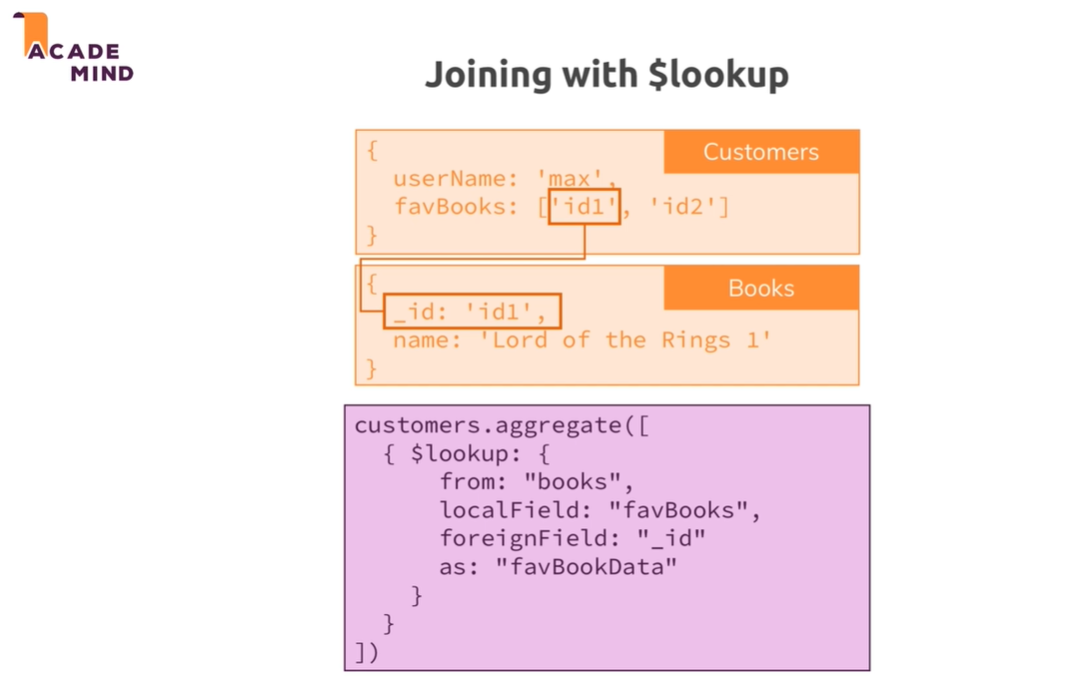 ACADE
MIND
Joining with $lookup
{
Customers
userName: 'max',
favBooks: ['id1', 'id2']
}
{
Books
_id: 'id1',
name: 'Lord of the Rings 1'
}
customers.aggregate([
{ $lookup: {
from: "books",
localField: "favBooks",
foreignField: "_id"
as: "favBookData"
}
}
])